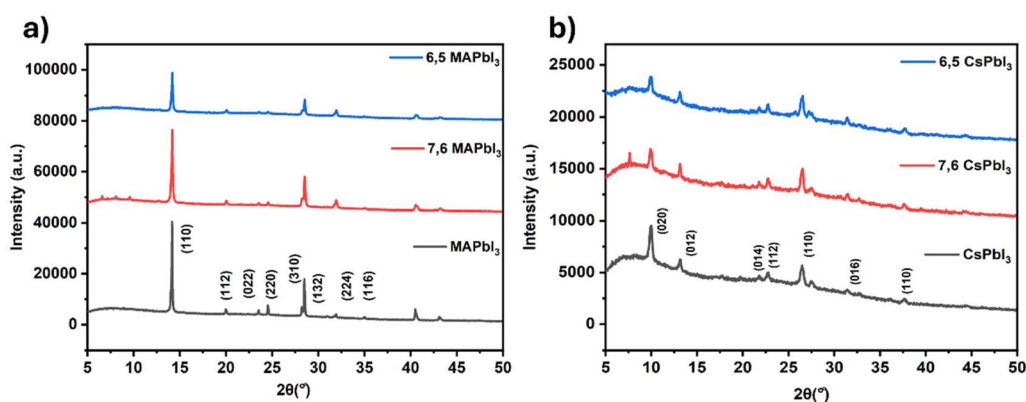 a)
100000
80000
60000
40000
20000
0
Intensity (a.u.)
6,5 MAPbI₃
7,6 MAPbI₃
MAPbI₃
(110)
(112)
(022)
(220)
(310)
(132)
(224)
(116)
5 10 15 20 25 30 35 40 45 50
2θ(°)
b)
25000
20000
15000
10000
5000
0
Intensity (a.u.)
6,5 CsPbI₃
7,6 CsPbI₃
CsPbI₃
(020)
(012)
(014)
(112)
(110)
(016)
(110)
5 10 15 20 25 30 35 40 45 50
2θ(°)